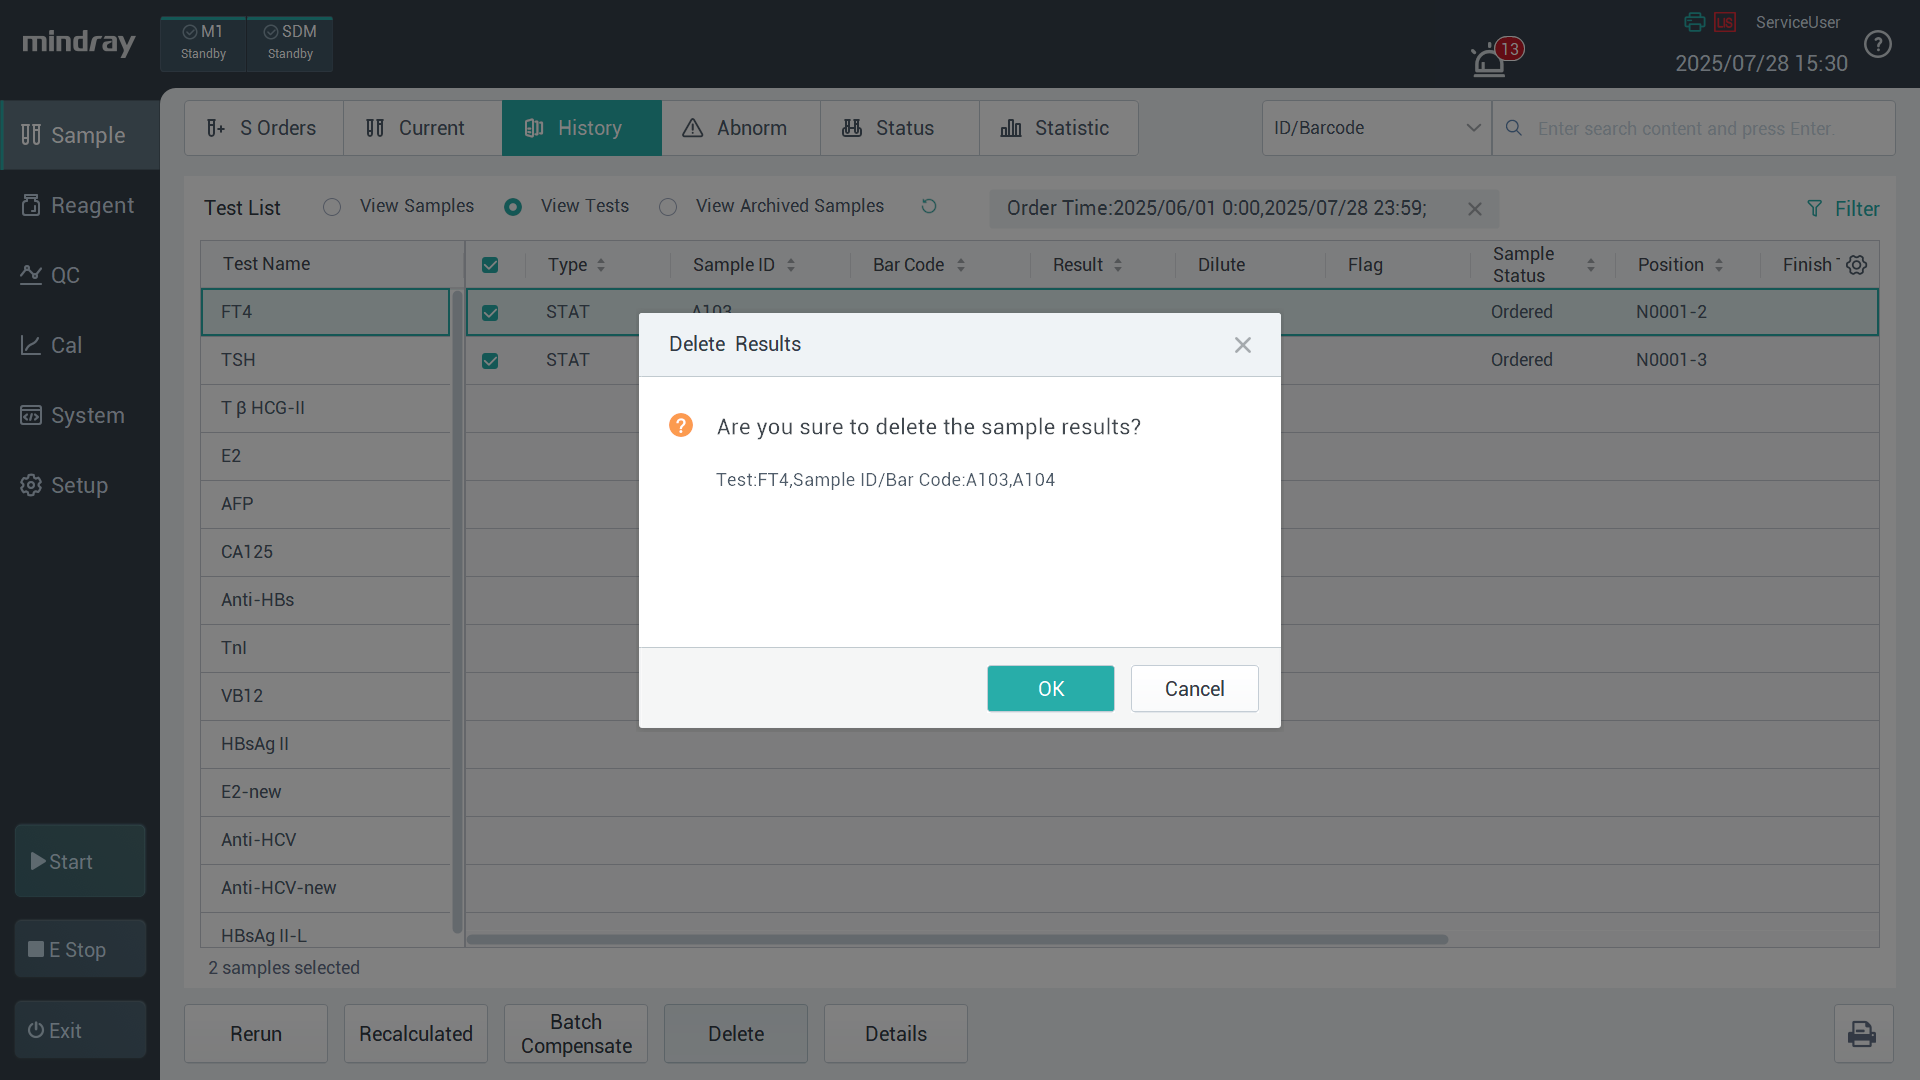 mindray
M1
Standby
SDM
Standby
13
LIS
ServiceUser
2025/07/28 15:30
?
Sample
Reagent
QC
Cal
System
Setup
Start
E Stop
Exit
S Orders
Current
History
Abnorm
Status
Statistic
ID/Barcode
Enter search content and press Enter.
Test List
View Samples
View Tests
View Archived Samples
Order Time:2025/06/01 0:00,2025/07/28 23:59;
Filter
Test Name
Type
Sample ID
Bar Code
Result
Dilute
Flag
Sample Status
Position
Finish
FT4
STAT
A103
Ordered
N0001-2
TSH
STAT
Ordered
N0001-3
T β HCG-II
E2
AFP
CA125
Anti-HBs
TnI
VB12
HBsAg II
E2-new
Anti-HCV
Anti-HCV-new
HBsAg II-L
Delete Results
?
Are you sure to delete the sample results?
Test:FT4,Sample ID/Bar Code:A103,A104
OK
Cancel
2 samples selected
Rerun
Recalculated
Batch
Compensate
Delete
Details